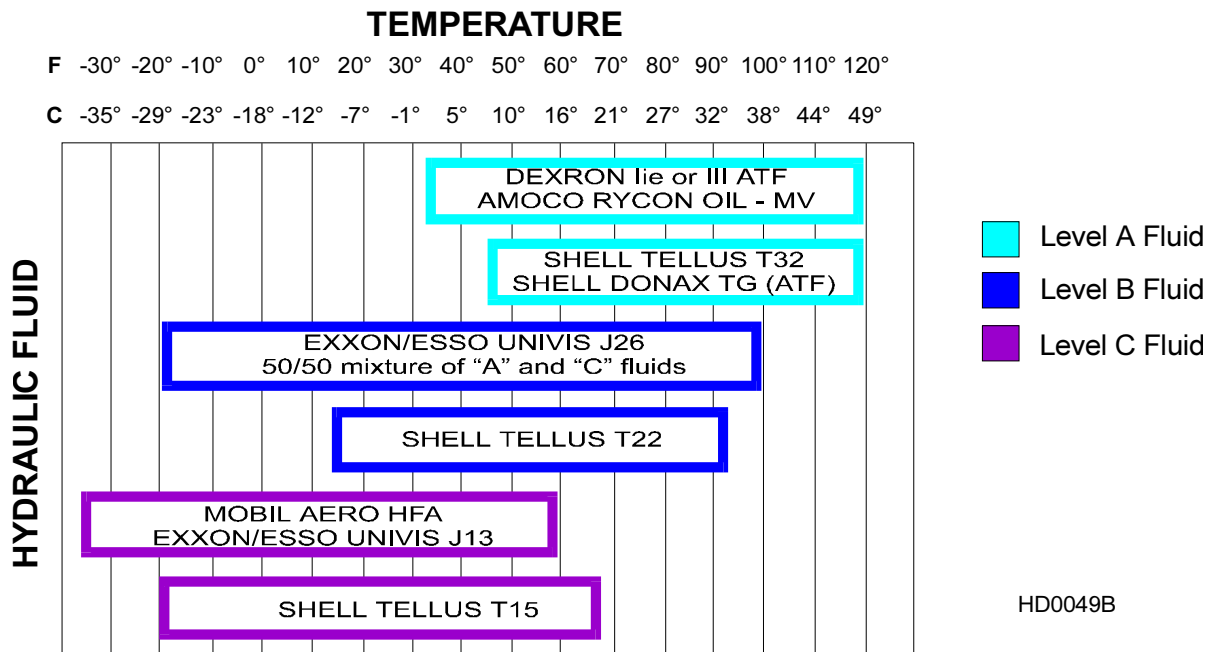 TEMPERATURE
F -30° -20° -10° 0° 10° 20° 30° 40° 50° 60° 70° 80° 90° 100° 110° 120°
C -35° -29° -23° -18° -12° -7° -1° 5° 10° 16° 21° 27° 32° 38° 44° 49°
HYDRAULIC FLUID
DEXRON Iie or III ATF
AMOCO RYCON OIL - MV
SHELL TELLUS T32
SHELL DONAX TG (ATF)
EXXON/ESSO UNIVIS J26
50/50 mixture of “A” and “C” fluids
SHELL TELLUS T22
MOBIL AERO HFA
EXXON/ESSO UNIVIS J13
SHELL TELLUS T15
Level A Fluid
Level B Fluid
Level C Fluid
HD0049B